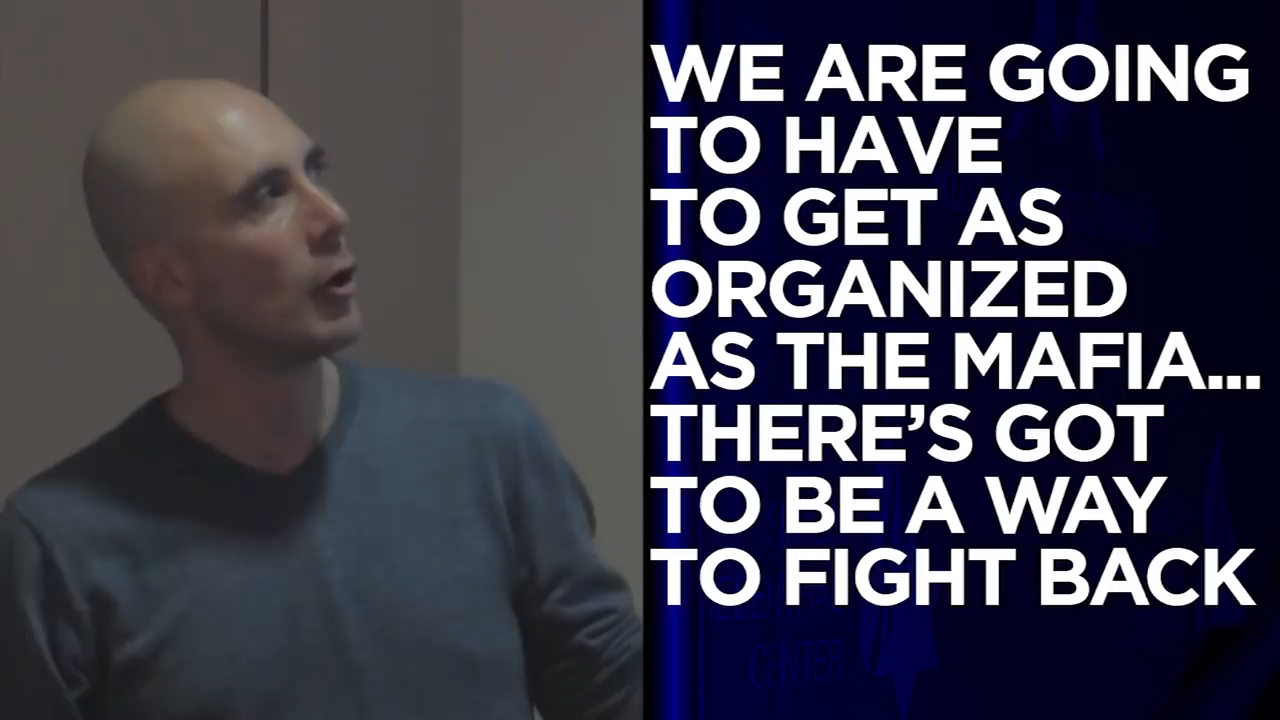 WE ARE GOING
TO HAVE
TO GET AS
ORGANIZED
AS THE MAFIA...
THERE'S GOT
TO BE A WAY
TO FIGHT BACK
CENTER